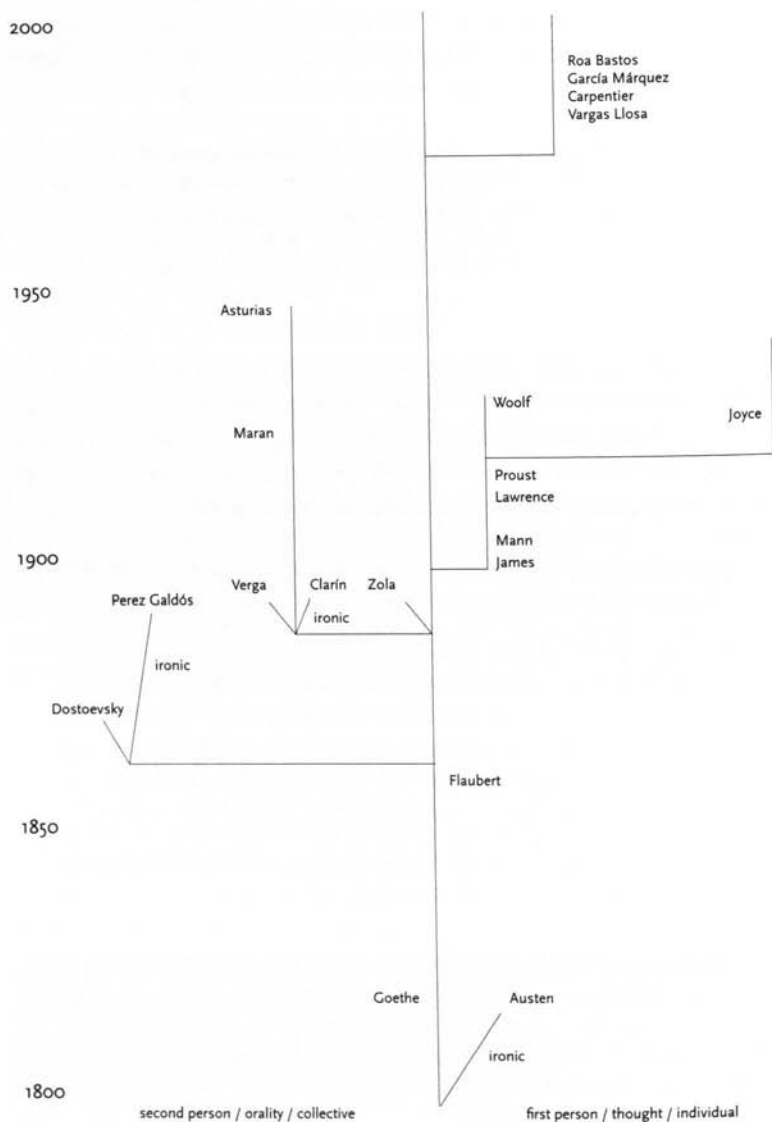 2000
Roa Bastos
García Márquez
Carpentier
Vargas Llosa
1950
Asturias
Woolf
Joyce
Maran
Proust
Lawrence
Mann
James
1900
Verga Clarín Zola
Perez Galdós
ironic
ironic
Dostoevsky
Flaubert
1850
Goethe Austen
ironic
1800
second person / orality / collective first person / thought / individual